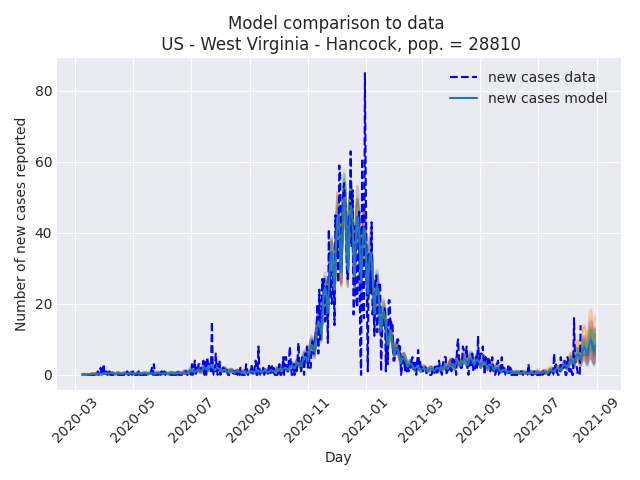 Model comparison to data
US - West Virginia - Hancock, pop. = 28810
new cases data
new cases model
Number of new cases reported
80
60
40
20
0
2020-03
2020-05
2020-07
2020-09
2020-11
2021-01
2021-03
2021-05
2021-07
2021-09
Day